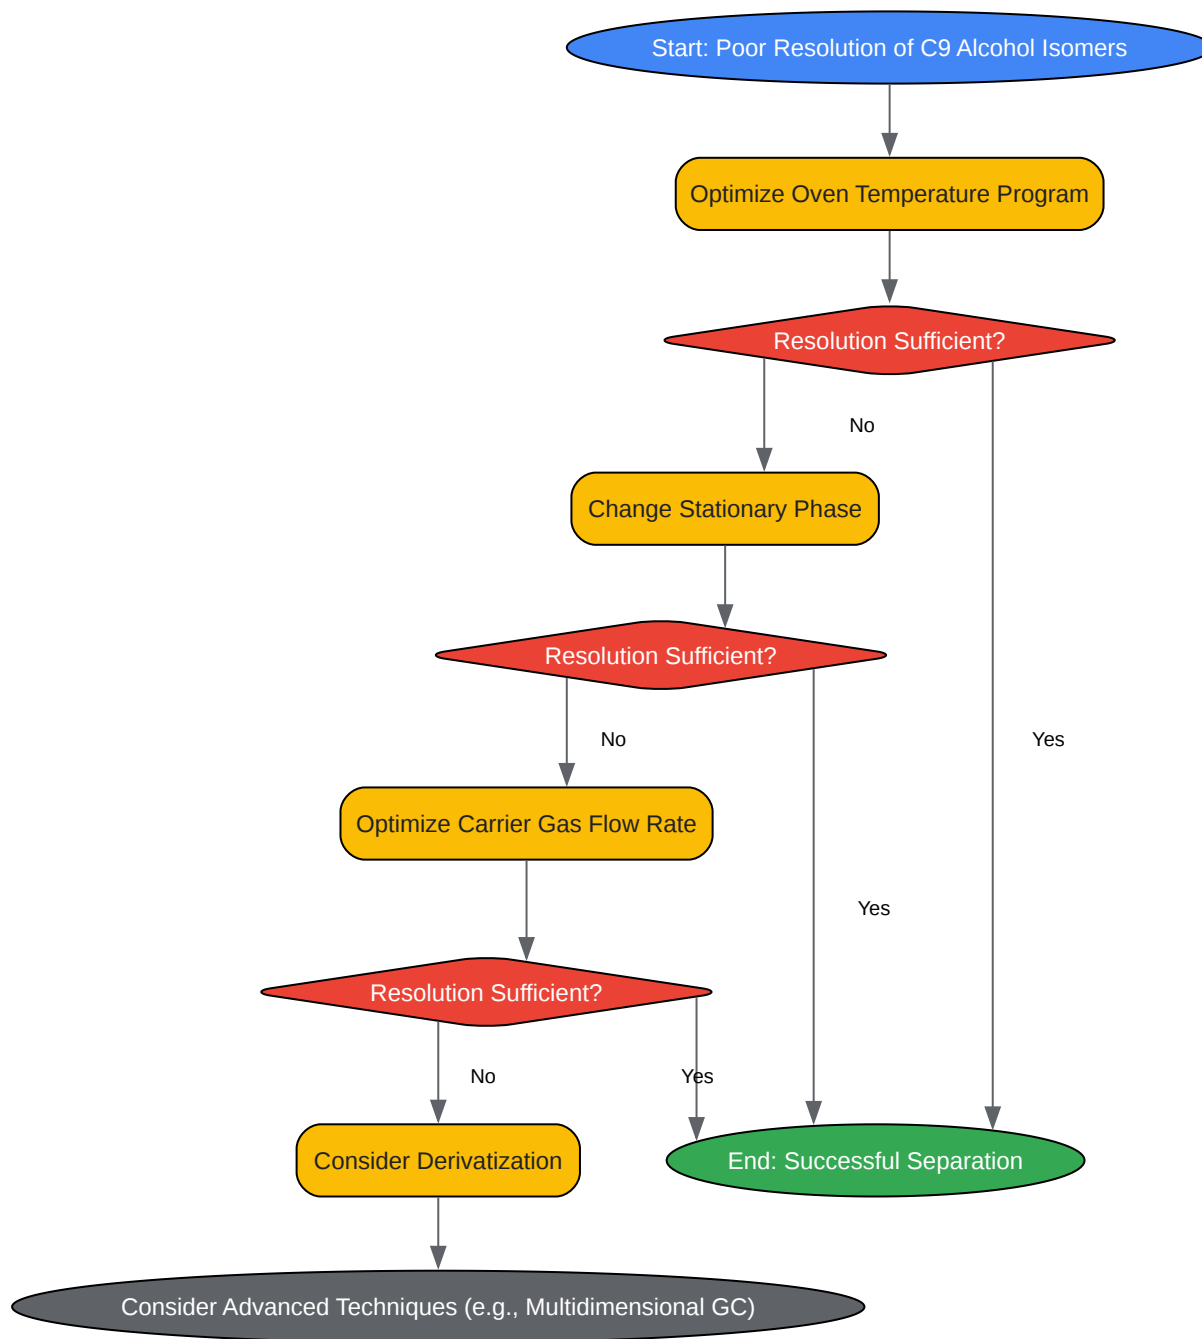 Start: Poor Resolution of C9 Alcohol Isomers
Optimize Oven Temperature Program
Resolution Sufficient?
No
Change Stationary Phase
Resolution Sufficient?
No
Yes
Optimize Carrier Gas Flow Rate
Yes
Resolution Sufficient?
No
Yes
Consider Derivatization
End: Successful Separation
Consider Advanced Techniques (e.g., Multidimensional GC)